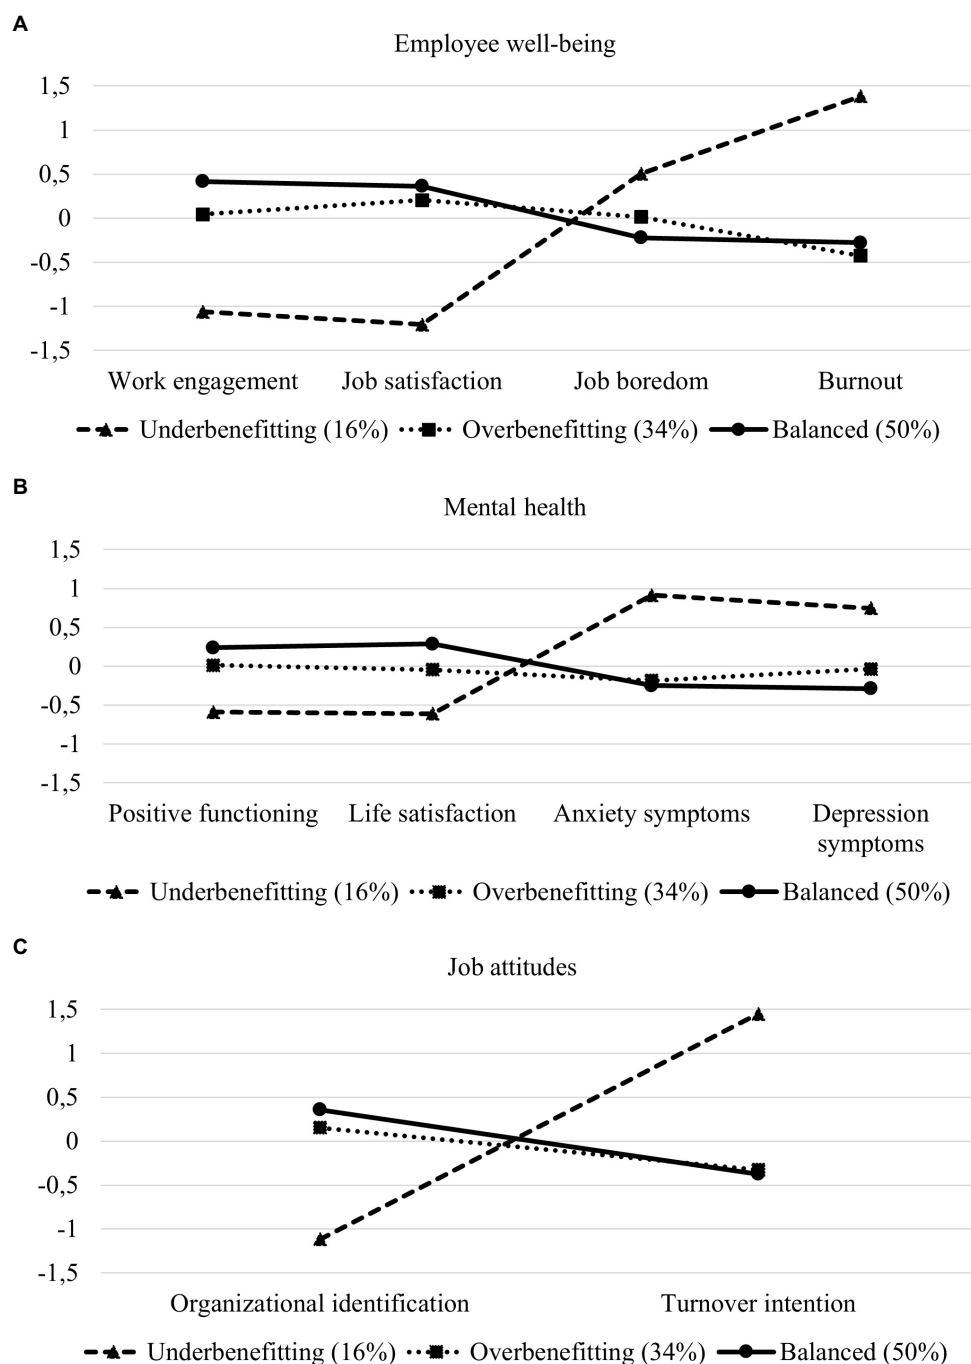 A
Employee well-being
1,5
1
0,5
0
-0,5
-1
-1,5
Work engagement Job satisfaction Job boredom Burnout
Underbenefitting (16%) Overbenefitting (34%) Balanced (50%)
B
Mental health
1,5
1
0,5
0
-0,5
-1
-1,5
Positive functioning Life satisfaction Anxiety symptoms Depression
symptoms
Underbenefitting (16%) Overbenefitting (34%) Balanced (50%)
C
Job attitudes
1,5
1
0,5
0
-0,5
-1
-1,5
Organizational identification Turnover intention
Underbenefitting (16%) Overbenefitting (34%) Balanced (50%)